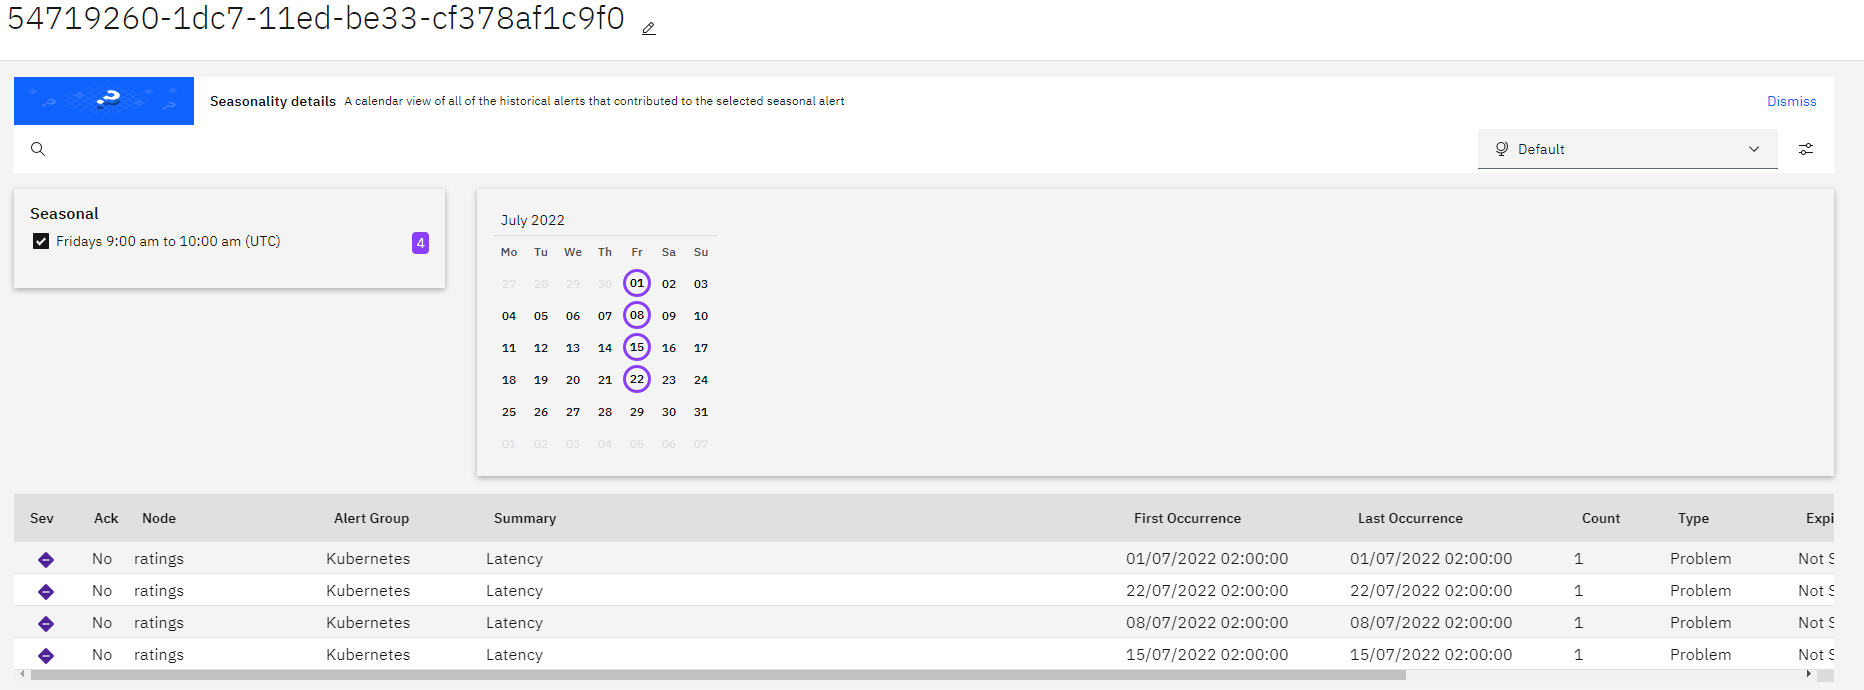 54719260-1dc7-11ed-be33-cf378af1c9f0
Seasonality details A calendar view of all of the historical alerts that contributed to the selected seasonal alert Dismiss
Default
Seasonal
Fridays 9:00 am to 10:00 am (UTC) 4
July 2022
Mo Tu We Th Fr Sa Su
27 28 29 30 01 02 03
04 05 06 07 08 09 10
11 12 13 14 15 16 17
18 19 20 21 22 23 24
25 26 27 28 29 30 31
01 02 03 04 05 06 07
Sev Ack Node Alert Group Summary First Occurrence Last Occurrence Count Type Expi
No ratings Kubernetes Latency 01/07/2022 02:00:00 01/07/2022 02:00:00 1 Problem Not S
No ratings Kubernetes Latency 22/07/2022 02:00:00 22/07/2022 02:00:00 1 Problem Not S
No ratings Kubernetes Latency 08/07/2022 02:00:00 08/07/2022 02:00:00 1 Problem Not S
No ratings Kubernetes Latency 15/07/2022 02:00:00 15/07/2022 02:00:00 1 Problem Not S